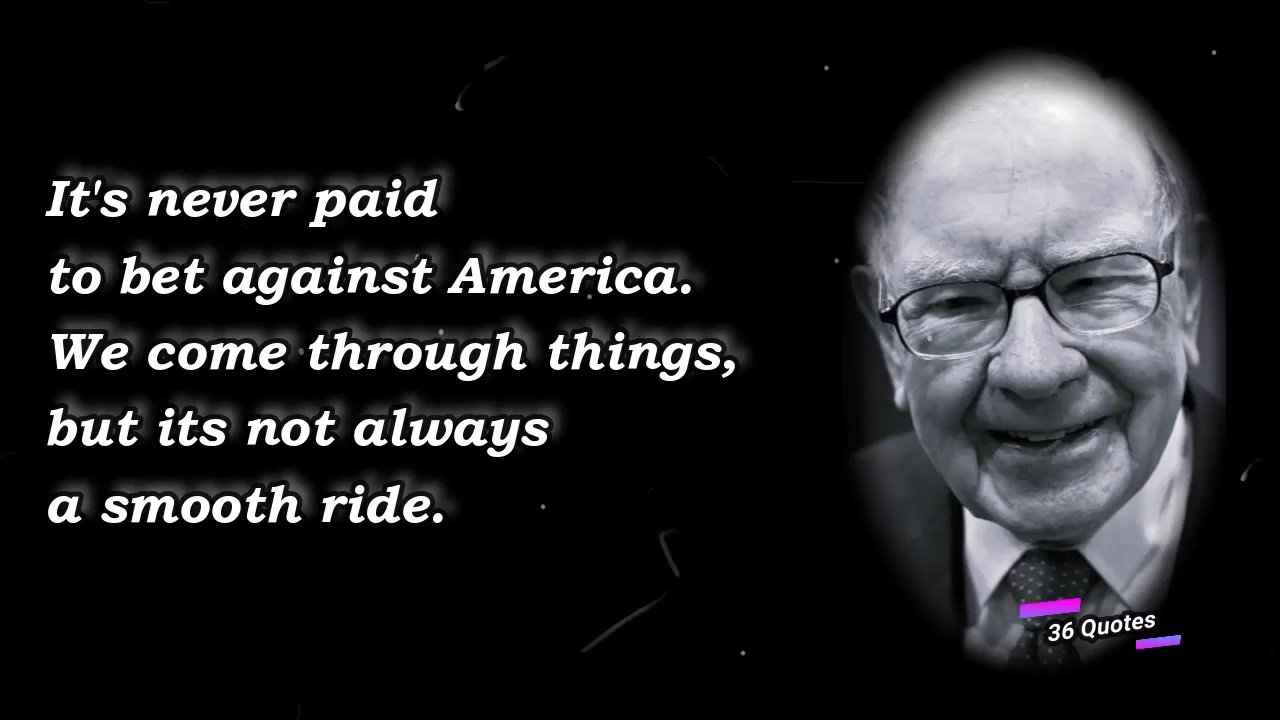 It's never paid
to bet against America.
We come through things,
but its not always
a smooth ride.
36 Quotes